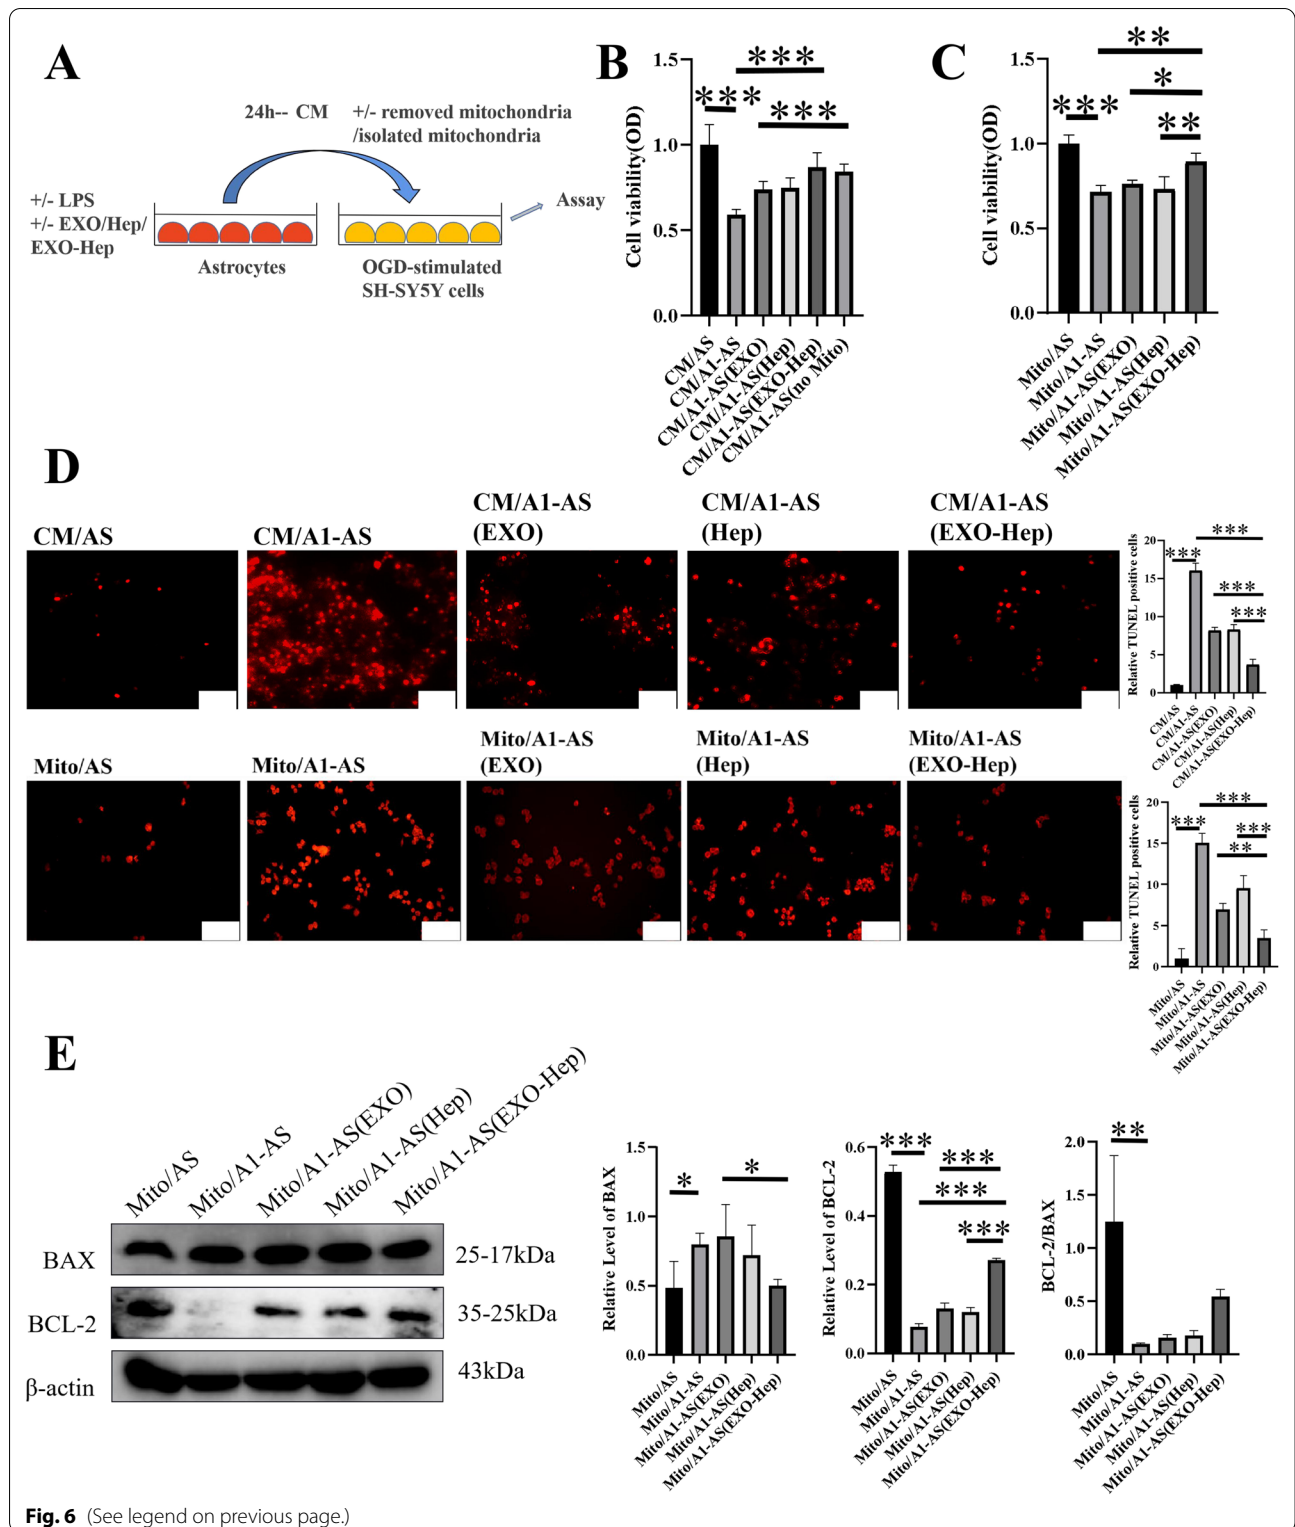 A
24h-- CM
+/- removed mitochondria
/isolated mitochondria
+/- LPS
+/- EXO/Hep/
EXO-Hep
Astrocytes
OGD-stimulated
SH-SY5Y cells
Assay
B
Cell viability(OD)
1.5
1.0
0.5
0.0
***
***
***
CM/AS
CM/A1-AS
CM/A1-AS(EXO)
CM/A1-AS(Hep)
CM/A1-AS(EXO-Hep)
CM/A1-AS(no Mito)
C
Cell viability(OD)
1.5
1.0
0.5
0.0
**
*
***
**
Mito/AS
Mito/A1-AS
Mito/A1-AS(EXO)
Mito/A1-AS(Hep)
Mito/A1-AS(EXO-Hep)
D
CM/AS
CM/A1-AS
CM/A1-AS
(EXO)
CM/A1-AS
(Hep)
CM/A1-AS
(EXO-Hep)
Relative TUNEL positive cells
20
15
10
5
0
***
***
***
***
CM/AS
CM/A1-AS
CM/A1-AS(EXO)
CM/A1-AS(Hep)
CM/A1-AS(EXO-Hep)
Mito/AS
Mito/A1-AS
Mito/A1-AS
(EXO)
Mito/A1-AS
(Hep)
Mito/A1-AS
(EXO-Hep)
Relative TUNEL positive cells
20
15
10
5
0
***
***
***
**
Mito/AS
Mito/A1-AS
Mito/A1-AS(EXO)
Mito/A1-AS(Hep)
Mito/A1-AS(EXO-Hep)
E
Mito/AS
Mito/A1-AS
Mito/A1-AS(EXO)
Mito/A1-AS(Hep)
Mito/A1-AS(EXO-Hep)
BAX
25-17kDa
BCL-2
35-25kDa
β-actin
43kDa
Relative Level of BAX
1.5
1.0
0.5
0.0
*
*
Mito/AS
Mito/A1-AS
Mito/A1-AS(EXO)
Mito/A1-AS(Hep)
Mito/A1-AS(EXO-Hep)
Relative Level of BCL-2
0.6
0.4
0.2
0.0
***
***
***
***
Mito/AS
Mito/A1-AS
Mito/A1-AS(EXO)
Mito/A1-AS(Hep)
Mito/A1-AS(EXO-Hep)
BCL-2/BAX
2.0
1.5
1.0
0.5
0.0
**
Mito/AS
Mito/A1-AS
Mito/A1-AS(EXO)
Mito/A1-AS(Hep)
Mito/A1-AS(EXO-Hep)
Fig. 6 (See legend on previous page.)